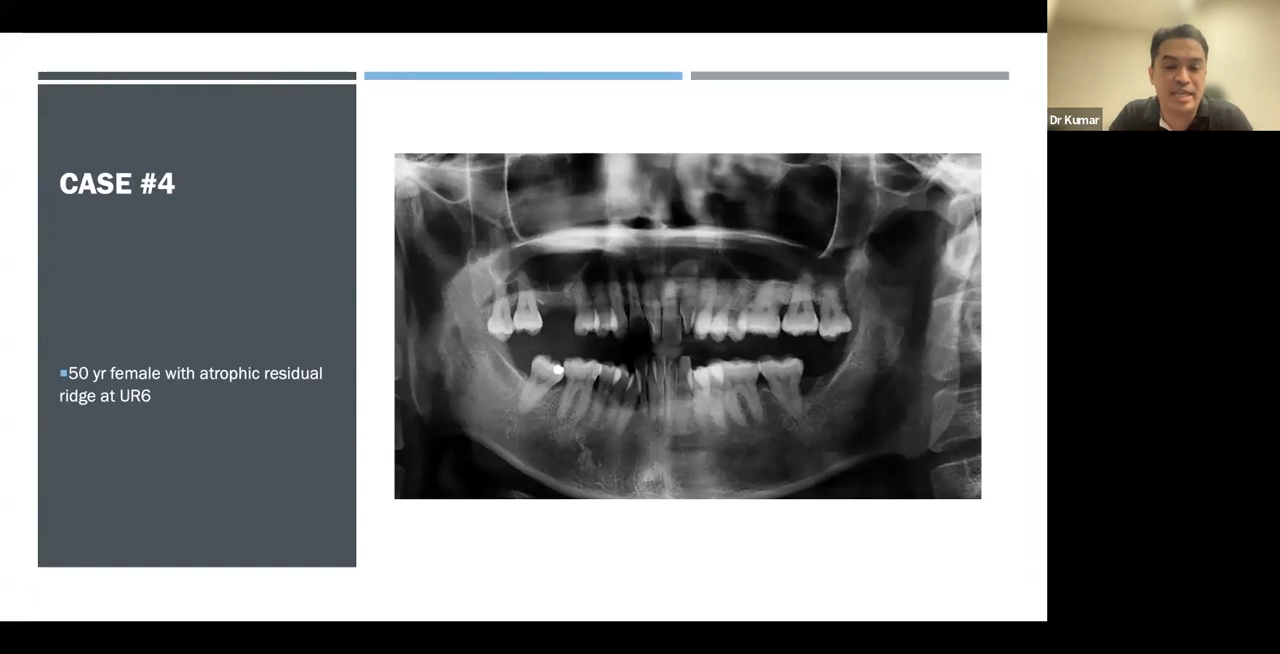 CASE #4
▪50 yr female with atrophic residual
ridge at UR6
Dr Kumar